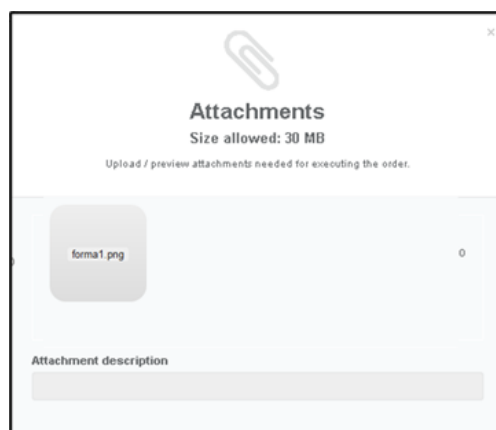 ×
Attachments
Size allowed: 30 MB
Upload / preview attachments needed for executing the order.
forma1.png
0
Attachment description